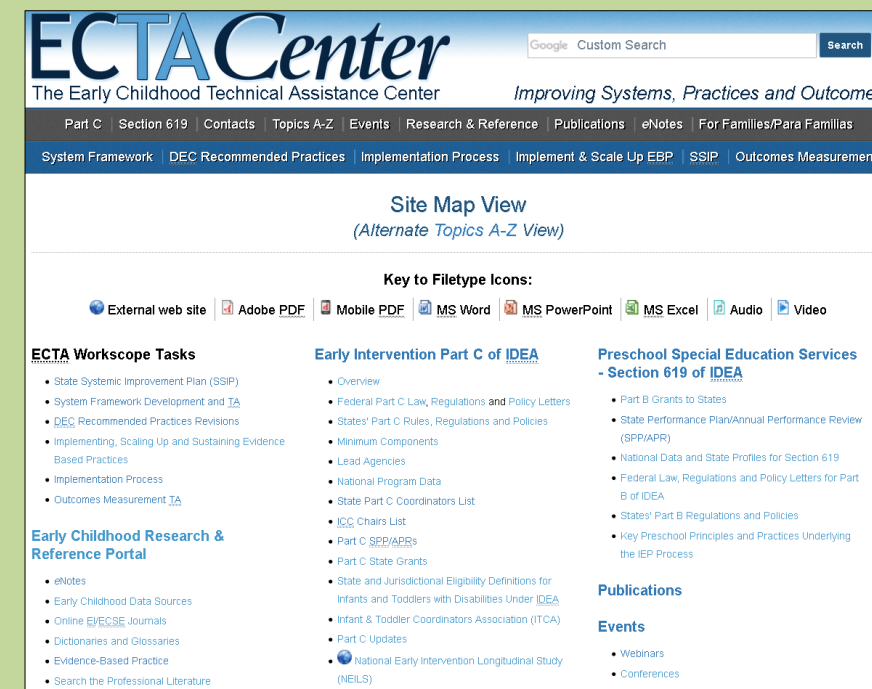 ECTACenter
The Early Childhood Technical Assistance Center
Google Custom Search
Search
Improving Systems, Practices and Outcome
Part C | Section 619 | Contacts | Topics A-Z | Events | Research & Reference | Publications | eNotes | For Families/Para Familias
System Framework | DEC Recommended Practices | Implementation Process | Implement & Scale Up EBP | SSIP | Outcomes Measuremen
Site Map View
(Alternate Topics A-Z View)
Key to Filetype Icons:
External web site | Adobe PDF | Mobile PDF | MS Word | MS PowerPoint | MS Excel | Audio | Video
ECTA Workscope Tasks
• State Systemic Improvement Plan (SSIP)
• System Framework Development and TA
• DEC Recommended Practices Revisions
• Implementing, Scaling Up and Sustaining Evidence
Based Practices
• Implementation Process
• Outcomes Measurement TA
Early Childhood Research &
Reference Portal
• eNotes
• Early Childhood Data Sources
• Online EI/ECSE Journals
• Dictionaries and Glossaries
• Evidence-Based Practice
• Search the Professional Literature
Early Intervention Part C of IDEA
• Overview
• Federal Part C Law, Regulations and Policy Letters
• States' Part C Rules, Regulations and Policies
• Minimum Components
• Lead Agencies
• National Program Data
• State Part C Coordinators List
• ICC Chairs List
• Part C SPP/APRs
• Part C State Grants
• State and Jurisdictional Eligibility Definitions for
Infants and Toddlers with Disabilities Under IDEA
• Infant & Toddler Coordinators Association (ITCA)
• Part C Updates
• National Early Intervention Longitudinal Study
(NEILS)
Preschool Special Education Services
- Section 619 of IDEA
• Part B Grants to States
• State Performance Plan/Annual Performance Review
(SPP/APR)
• National Data and State Profiles for Section 619
• Federal Law, Regulations and Policy Letters for Part
B of IDEA
• States' Part B Regulations and Policies
• Key Preschool Principles and Practices Underlying
the IEP Process
Publications
Events
• Webinars
• Conferences